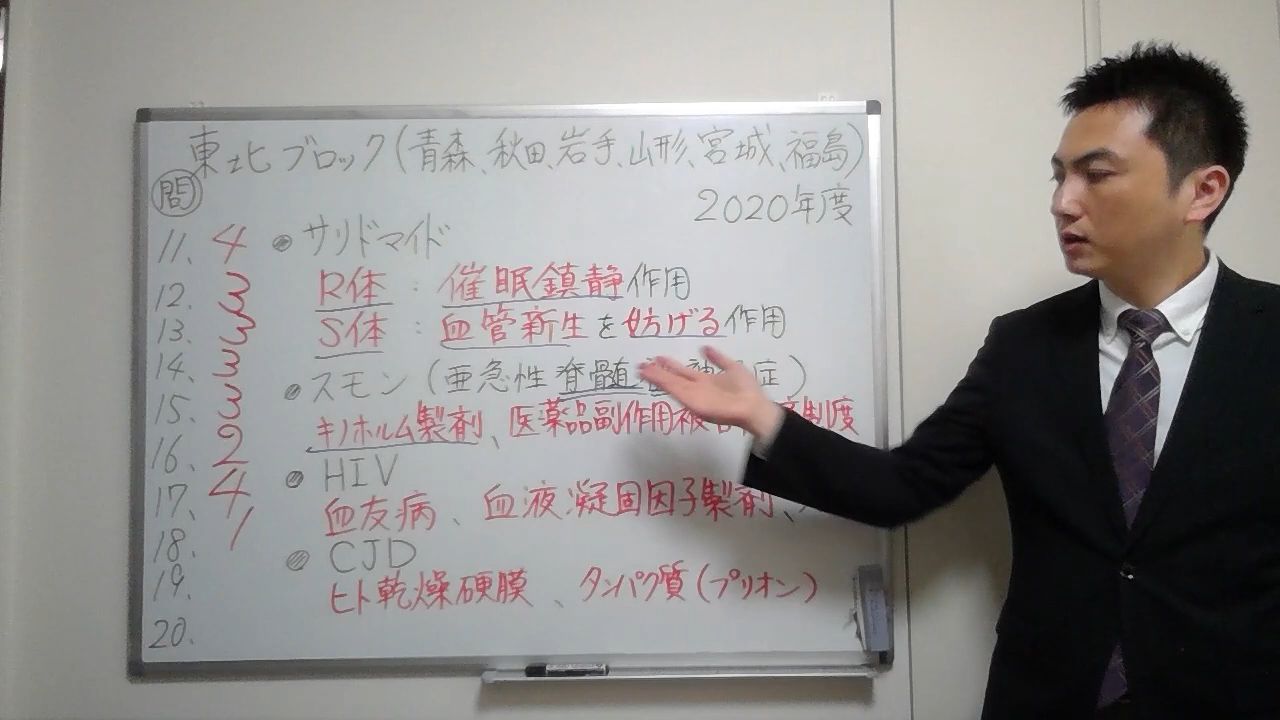 東北ブロック(青森、秋田、岩手、山形、宮城、福島)
問
2020年度
11. 4 ●サリドマイド
12. 3 R体：催眠鎮静作用
13. 3 S体：血管新生を妨げる作用
14. 3 ●スモン(亜急性脊髄 症)
15. 3 キノホルム製剤、医薬品副作用被 制度
16. 2 ●HIV
17. 4 血友病、血液凝固因子製剤、
18. 1 ●CJD
19. ヒト乾燥硬膜、タンパク質(プリオン)
20.